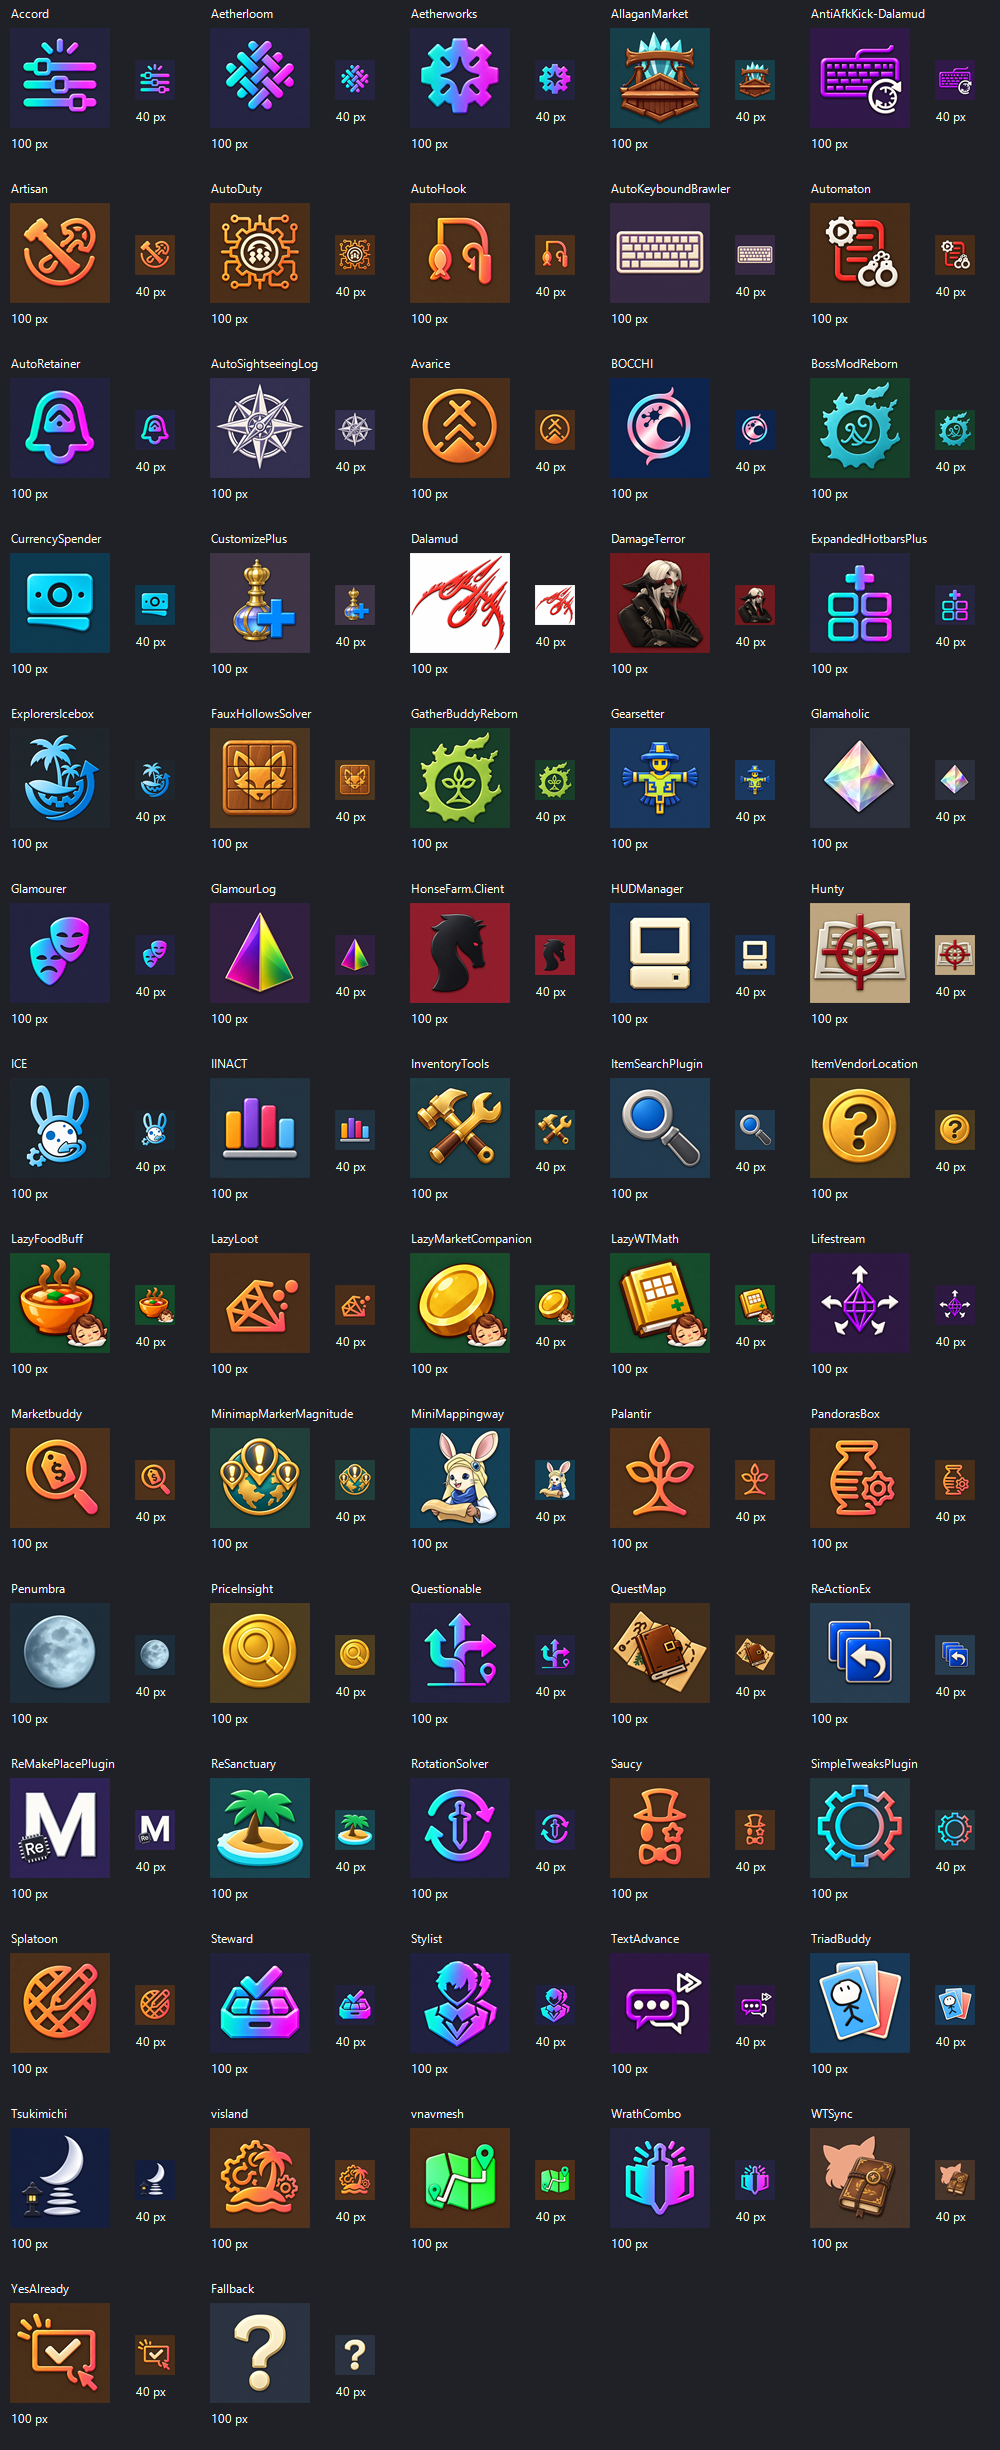 Accord
Aetherloom
Aetherworks
AllaganMarket
AntiAfkKick-Dalamud
40 px
40 px
40 px
40 px
40 px
100 px
100 px
100 px
100 px
100 px
Artisan
AutoDuty
AutoHook
AutoKeyboundBrawler
Automaton
40 px
40 px
40 px
40 px
40 px
100 px
100 px
100 px
100 px
100 px
AutoRetainer
AutoSightseeingLog
Avarice
BOCCHI
BossModReborn
40 px
40 px
40 px
40 px
40 px
100 px
100 px
100 px
100 px
100 px
CurrencySpender
CustomizePlus
Dalamud
DamageTerror
ExpandedHotbarsPlus
40 px
40 px
40 px
40 px
40 px
100 px
100 px
100 px
100 px
100 px
ExplorersIcebox
FauxHollowsSolver
GatherBuddyReborn
Gearsetter
Glamaholic
40 px
40 px
40 px
40 px
40 px
100 px
100 px
100 px
100 px
100 px
Glamourer
GlamourLog
HonseFarm.Client
HUDManager
Hunty
40 px
40 px
40 px
40 px
40 px
100 px
100 px
100 px
100 px
100 px
ICE
IINACT
InventoryTools
ItemSearchPlugin
ItemVendorLocation
?
?
40 px
40 px
40 px
40 px
40 px
100 px
100 px
100 px
100 px
100 px
LazyFoodBuff
LazyLoot
LazyMarketCompanion
LazyWTMath
Lifestream
40 px
40 px
40 px
40 px
40 px
100 px
100 px
100 px
100 px
100 px
Marketbuddy
MinimapMarkerMagnitude
MiniMappingway
Palantir
PandorasBox
$
! ! !
40 px
40 px
40 px
40 px
40 px
100 px
100 px
100 px
100 px
100 px
Penumbra
PriceInsight
Questionable
QuestMap
ReActionEx
40 px
40 px
40 px
40 px
40 px
100 px
100 px
100 px
100 px
100 px
ReMakePlacePlugin
ReSanctuary
RotationSolver
Saucy
SimpleTweaksPlugin
M
Re
M
Re
40 px
40 px
40 px
40 px
40 px
100 px
100 px
100 px
100 px
100 px
Splatoon
Steward
Stylist
TextAdvance
TriadBuddy
40 px
40 px
40 px
40 px
40 px
100 px
100 px
100 px
100 px
100 px
Tsukimichi
visland
vnavmesh
WrathCombo
WTSync
40 px
40 px
40 px
40 px
40 px
100 px
100 px
100 px
100 px
100 px
YesAlready
Fallback
?
?
40 px
40 px
100 px
100 px